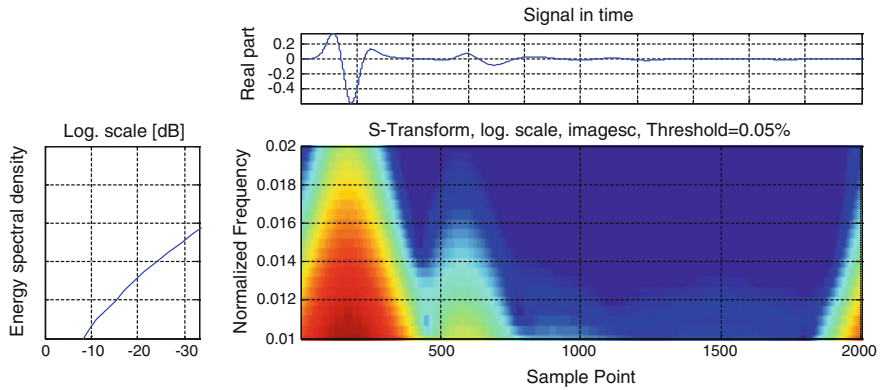 Signal in time
Real part
0.2
0
-0.2
-0.4
Log. scale [dB]
Energy spectral density
0 -10 -20 -30
S-Transform, log. scale, imagesc, Threshold=0.05%
Normalized Frequency
0.02
0.018
0.016
0.014
0.012
0.01
500 1000 1500 2000
Sample Point